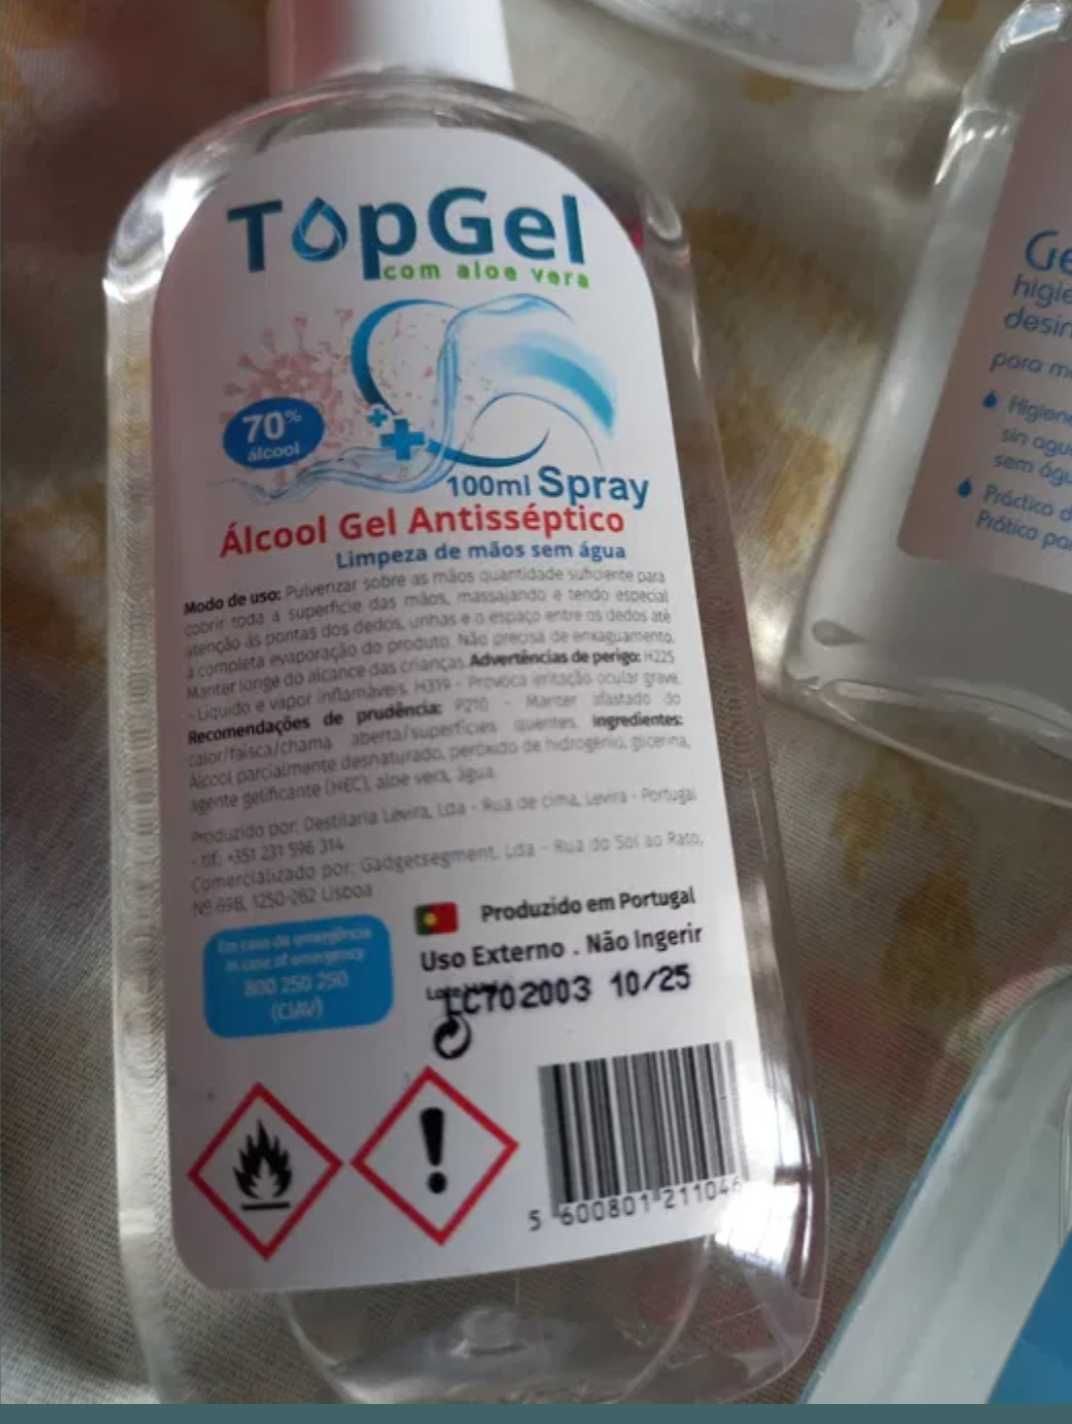 TopGel
com aloe vera
70%
álcool
100ml Spray
Álcool Gel Antisséptico
Limpeza de mãos sem água
Modo de uso: Pulverizar sobre as mãos quantidade suficiente para
cobrir toda a superfície das mãos, massajando e tendo especial
atenção às pontas dos dedos, unhas e o espaço entre os dedos até
à completa evaporação do produto. Não precisa de enxaguamento.
Manter longe do alcance das crianças. Advertências de perigo: H225
- Líquido e vapor inflamáveis. H319 - Provoca irritação ocular grave.
Recomendações de prudência: P210 - Manter afastado do
calor/faísca/chama aberta/superfícies quentes. Ingredientes:
Álcool parcialmente desnaturado, peróxido de hidrogénio, glicerina,
agente gelificante (HEC), aloe vera, água.
Produzido por: Destilaria Levira, Lda - Rua de cima, Levira - Portugal
- tlf.: +351 231 596 314
Comercializado por: Gadgetsegment, Lda - Rua do Sol ao Rato,
Nº 69B, 1250-262 Lisboa
Em caso de emergência
In case of emergency
800 250 250
(CIAV)
Produzido em Portugal
Uso Externo . Não Ingerir
LC702003 10/25
5 600801 211046
Ge
higie
desin
para m
Higiene
sin agu
sem águ
Práctico d
Prático pa